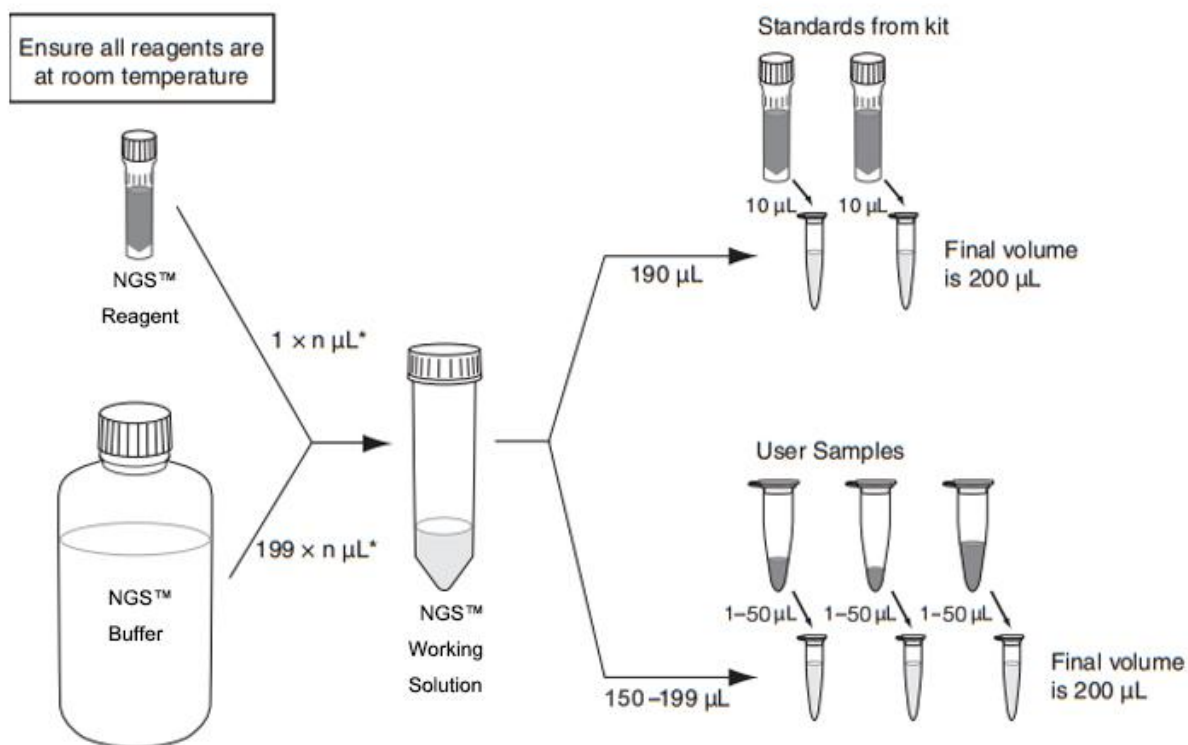 Ensure all reagents are
at room temperature
NGS™
Reagent
1 × n µL*
NGS™
Buffer
199 × n µL*
NGS™
Working
Solution
Standards from kit
10 µL
10 µL
190 µL
Final volume
is 200 µL
User Samples
1–50 µL
1–50 µL
1–50 µL
150–199 µL
Final volume
is 200 µL